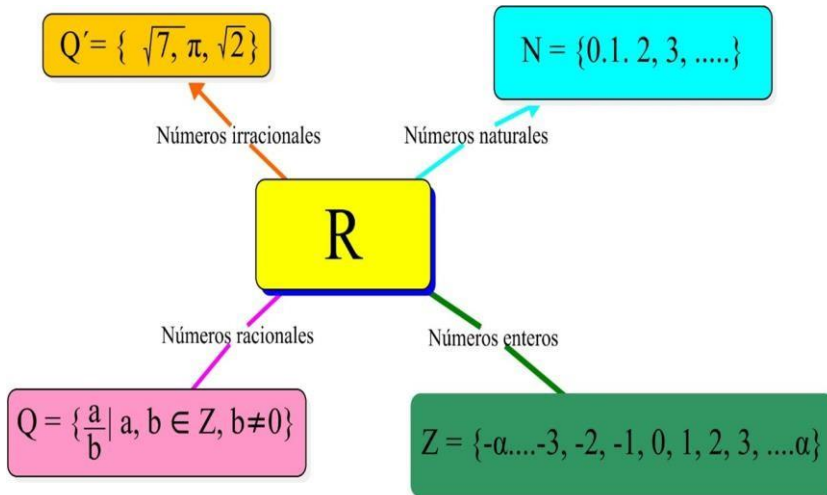 Q´= { √7, π, √2}
N = {0.1. 2, 3, .....}
Números irracionales
Números naturales
R
Números racionales
Números enteros
Q = {a/b| a, b ∈ Z, b≠0}
Z = {-α....-3, -2, -1, 0, 1, 2, 3, ....α}